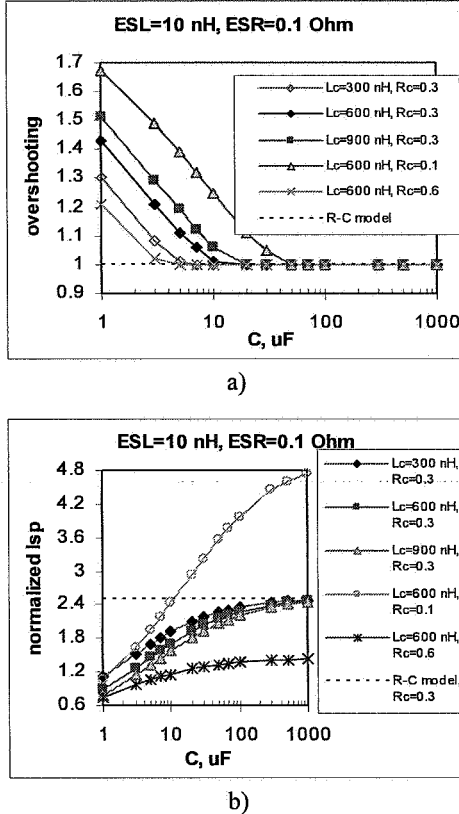 ESL=10 nH, ESR=0.1 Ohm
1.7
1.6
1.5
1.4
1.3
1.2
1.1
1
0.9
overshooting
Lc=300 nH, Rc=0.3
Lc=600 nH, Rc=0.3
Lc=900 nH, Rc=0.3
Lc=600 nH, Rc=0.1
Lc=600 nH, Rc=0.6
R-C model
1 10 100 1000
C, uF
a)
ESL=10 nH, ESR=0.1 Ohm
4.8
4.2
3.6
3
2.4
1.8
1.2
0.6
normalized Isp
Lc=300 nH,
Rc=0.3
Lc=600 nH,
Rc=0.3
Lc=900 nH,
Rc=0.3
Lc=600 nH,
Rc=0.1
Lc=600 nH,
Rc=0.6
R-C model,
Rc=0.3
1 10 100 1000
C, uF
b)